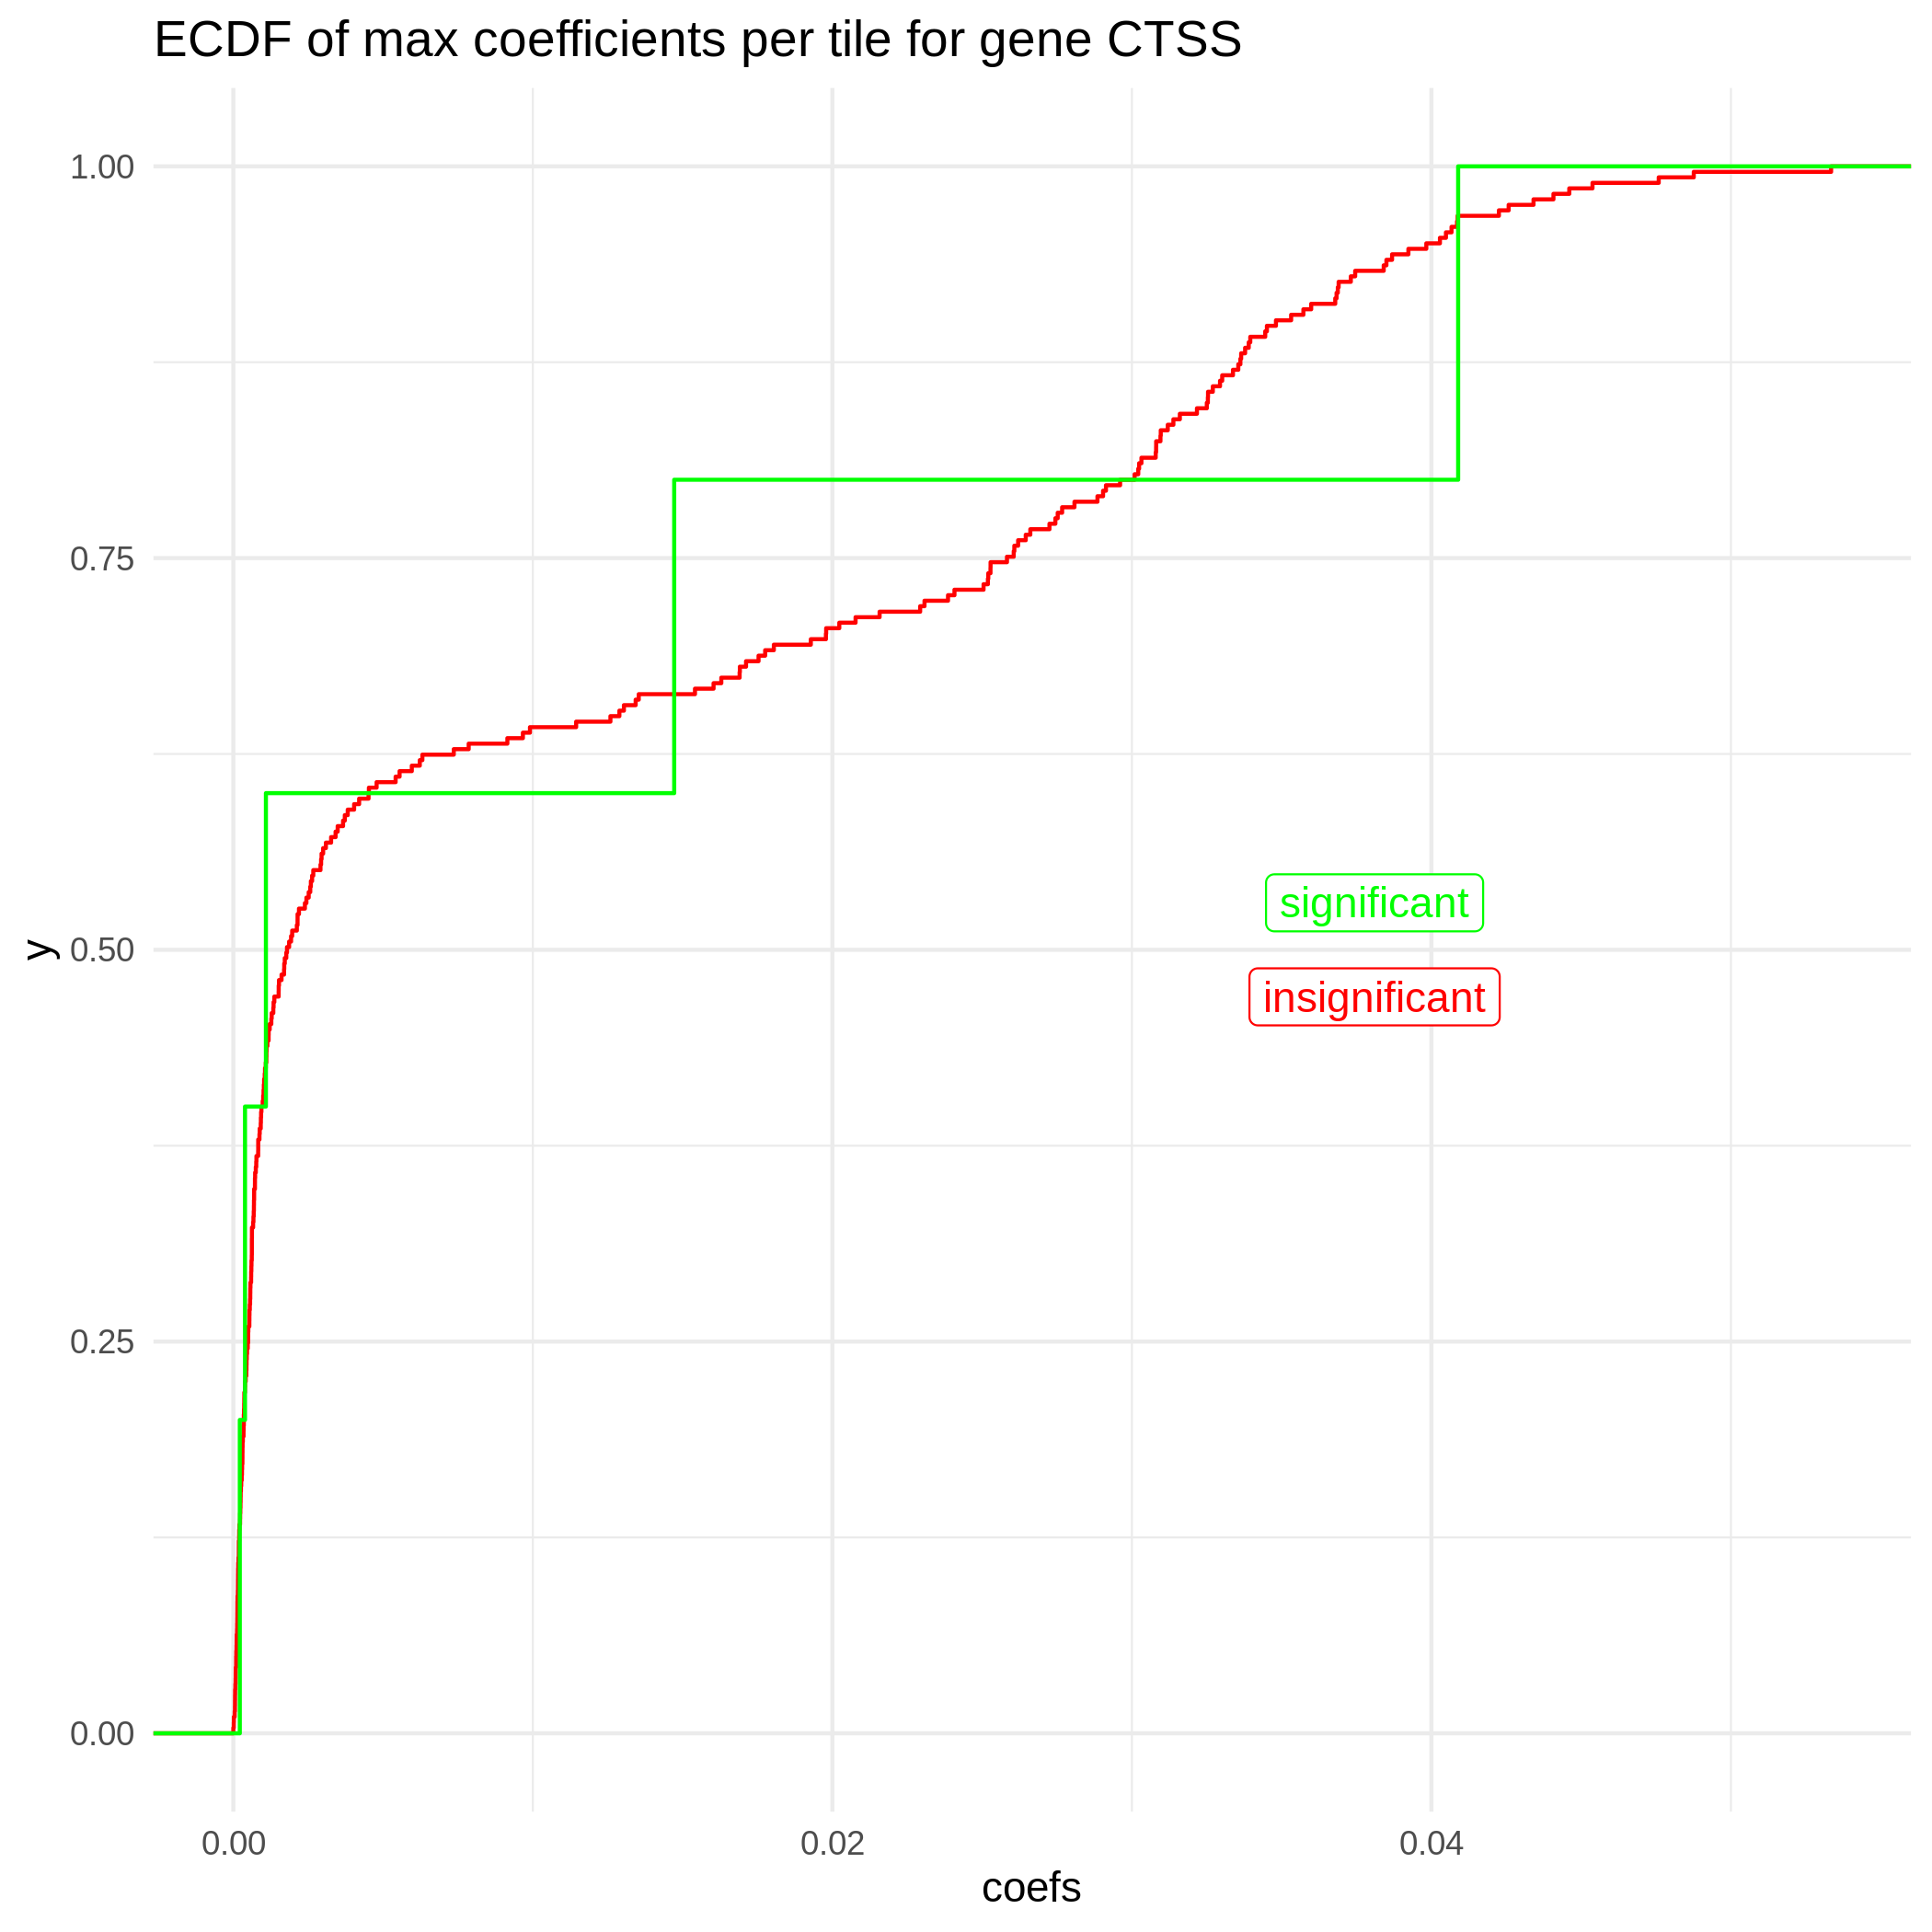 ECDF of max coefficients per tile for gene CTSS
1.00
0.75
0.50
0.25
0.00
y
significant
insignificant
0.00 0.02 0.04
coefs